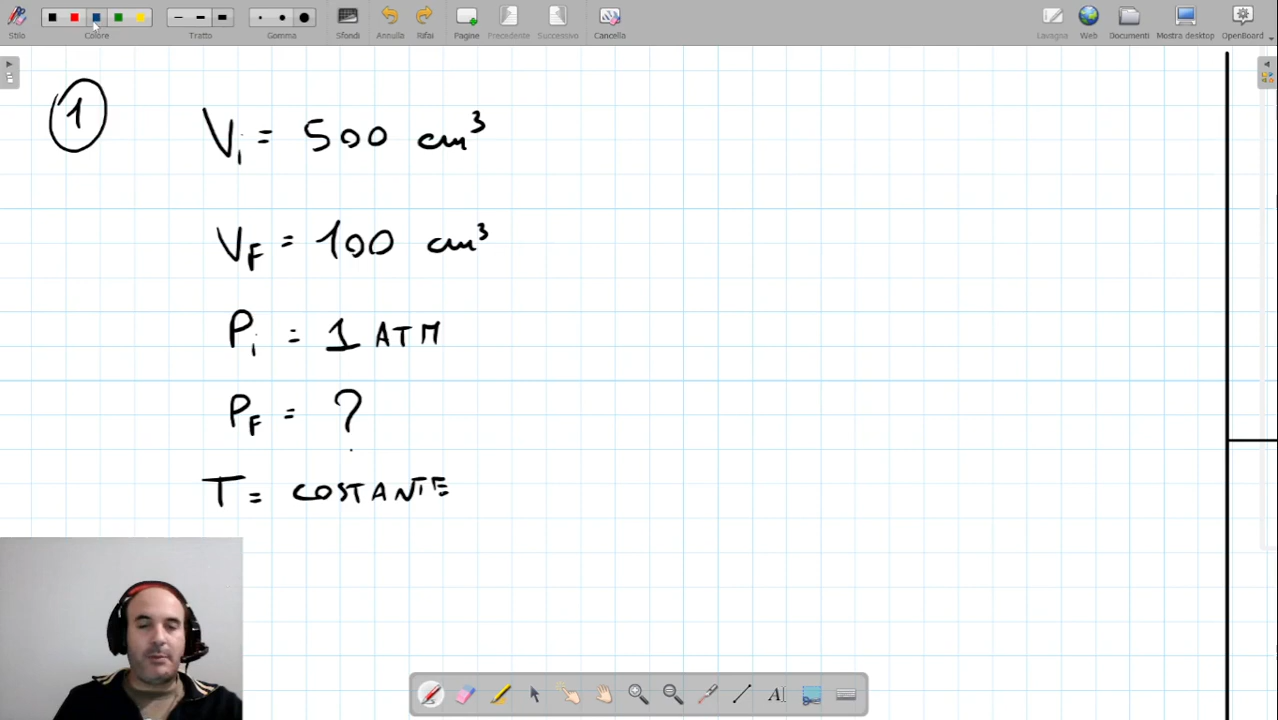 Stilo
Colore
Tratto
Gomma
Sfondi
Annulla
Rifai
Pagine
Precedente
Successivo
Cancella
Lavagna
Web
Documenti
Mostra desktop
OpenBoard
1
Vi = 500 cm³
VF = 100 cm³
Pi = 1 ATM
PF = ?
T = COSTANTE